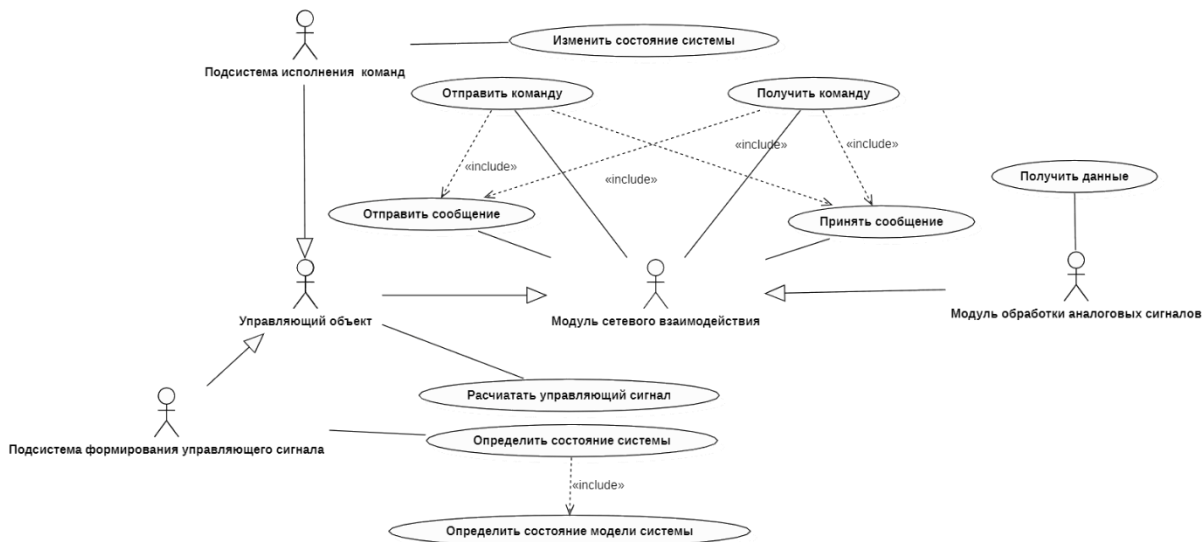 Изменить состояние системы
Подсистема исполнения команд
Отправить команду
Получить команду
«include»
«include»
«include»
«include»
Получить данные
Отправить сообщение
Принять сообщение
Управляющий объект
Модуль сетевого взаимодействия
Модуль обработки аналоговых сигналов
Расчиатать управляющий сигнал
Определить состояние системы
Подсистема формирования управляющего сигнала
«include»
Определить состояние модели системы